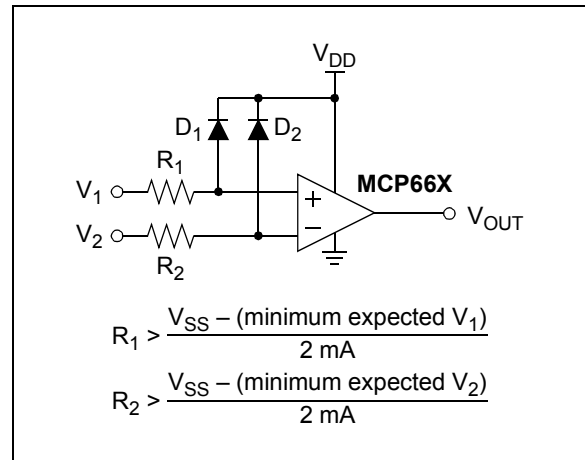 V_DD
D_1 D_2
R_1
MCP66X
V_1
+
V_2
–
V_OUT
R_2
R_1 > V_SS – (minimum expected V_1)
2 mA
R_2 > V_SS – (minimum expected V_2)
2 mA